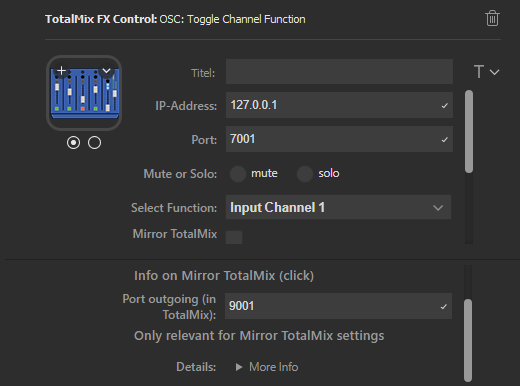 TotalMix FX Control: OSC: Toggle Channel Function
Titel:
T
IP-Address: 127.0.0.1
Port: 7001
Mute or Solo: mute solo
Select Function: Input Channel 1
Mirror TotalMix
Info on Mirror TotalMix (click)
Port outgoing (in
TotalMix): 9001
Only relevant for Mirror TotalMix settings
Details: More Info